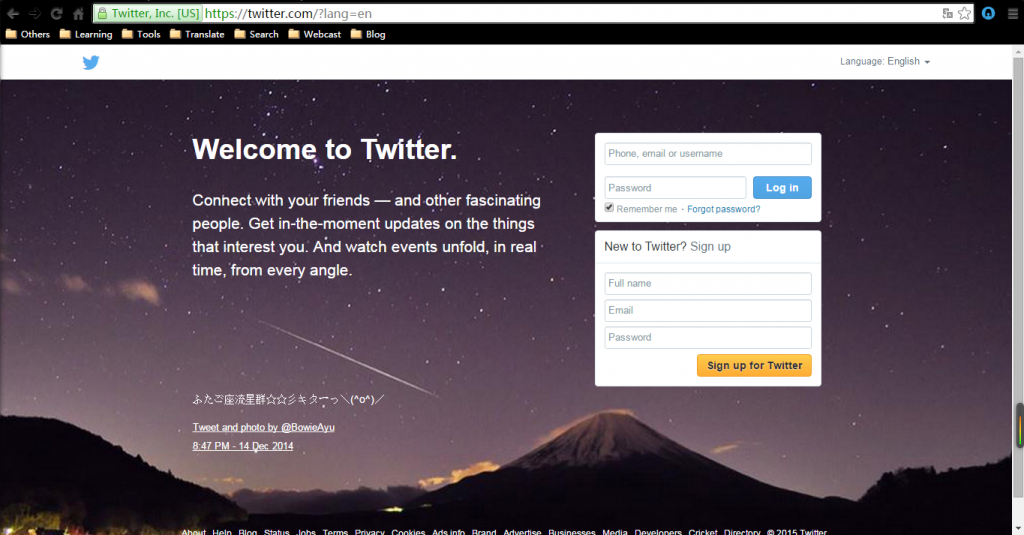 Twitter, Inc. [US] https://twitter.com/?lang=en
Others Learning Tools Translate Search Webcast Blog
Language: English
Welcome to Twitter.
Connect with your friends — and other fascinating
people. Get in-the-moment updates on the things
that interest you. And watch events unfold, in real
time, from every angle.
ふたご座流星群☆☆彡キターっ＼(^o^)／
Tweet and photo by @BowieAyu
8:47 PM - 14 Dec 2014
Phone, email or username
Password
Log in
Remember me · Forgot password?
New to Twitter? Sign up
Full name
Email
Password
Sign up for Twitter
About Help Blog Status Jobs Terms Privacy Cookies Ads info Brand Advertise Businesses Media Developers Cricket Directory © 2015 Twitter